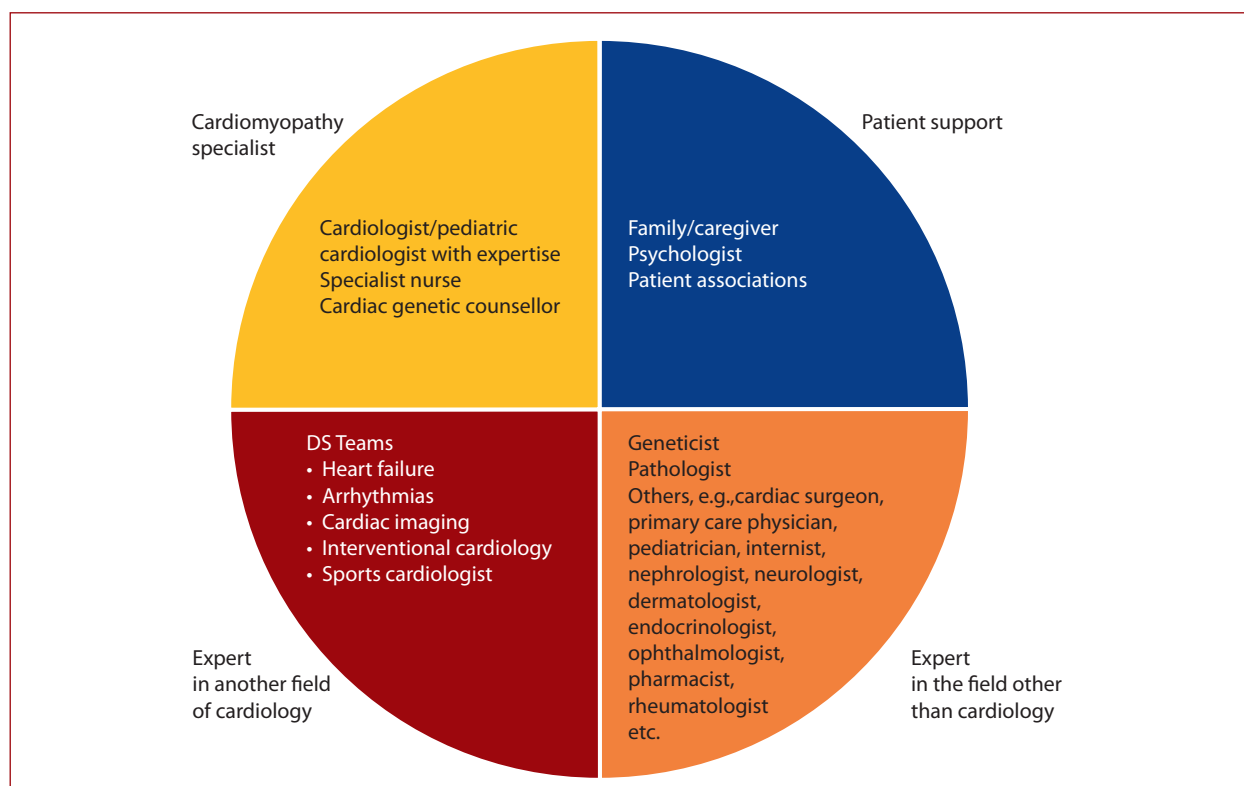 Cardiomyopathy
specialist
Patient support
Cardiologist/pediatric
cardiologist with expertise
Specialist nurse
Cardiac genetic counsellor
Family/caregiver
Psychologist
Patient associations
DS Teams
• Heart failure
• Arrhythmias
• Cardiac imaging
• Interventional cardiology
• Sports cardiologist
Geneticist
Pathologist
Others, e.g.,cardiac surgeon,
primary care physician,
pediatrician, internist,
nephrologist, neurologist,
dermatologist,
endocrinologist,
ophthalmologist,
pharmacist,
rheumatologist
etc.
Expert
in another field
of cardiology
Expert
in the field other
than cardiology